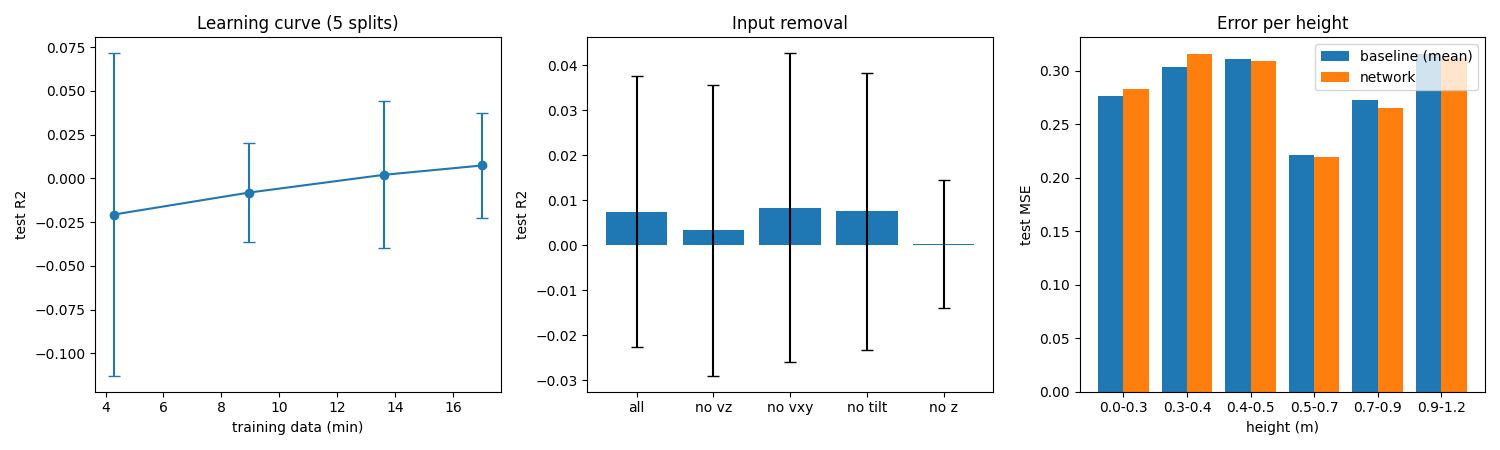 Learning curve (5 splits)
0.075
0.050
0.025
0.000
−0.025
−0.050
−0.075
−0.100
test R2
4 6 8 10 12 14 16
training data (min)
Input removal
0.04
0.03
0.02
0.01
0.00
−0.01
−0.02
−0.03
test R2
all no vz no vxy no tilt no z
Error per height
baseline (mean)
network
0.30
0.25
0.20
0.15
0.10
0.05
0.00
test MSE
0.0-0.3 0.3-0.4 0.4-0.5 0.5-0.7 0.7-0.9 0.9-1.2
height (m)